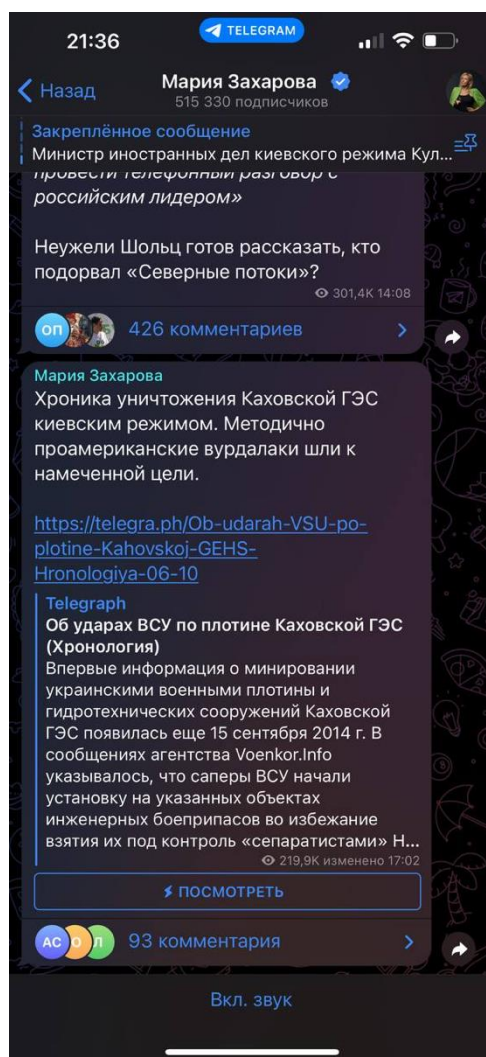 21:36
TELEGRAM
Назад
Мария Захарова
515 330 подписчиков
Закреплённое сообщение
Министр иностранных дел киевского режима Кул...
провести телефонный разговор с
российским лидером»
Неужели Шольц готов рассказать, кто
подорвал «Северные потоки»?
301,4K 14:08
ОП
426 комментариев
Мария Захарова
Хроника уничтожения Каховской ГЭС
киевским режимом. Методично
проамериканские вурдалаки шли к
намеченной цели.
https://telegra.ph/Ob-udarah-VSU-po-
plotine-Kahovskoj-GEHS-
Hronologiya-06-10
Telegraph
Об ударах ВСУ по плотине Каховской ГЭС
(Хронология)
Впервые информация о минировании
украинскими военными плотины и
гидротехнических сооружений Каховской
ГЭС появилась еще 15 сентября 2014 г. В
сообщениях агентства Voenkor.Info
указывалось, что саперы ВСУ начали
установку на указанных объектах
инженерных боеприпасов во избежание
взятия их под контроль «сепаратистами» Н...
219,9K изменено 17:02
ПОСМОТРЕТЬ
АС О Л
93 комментария
Вкл. звук